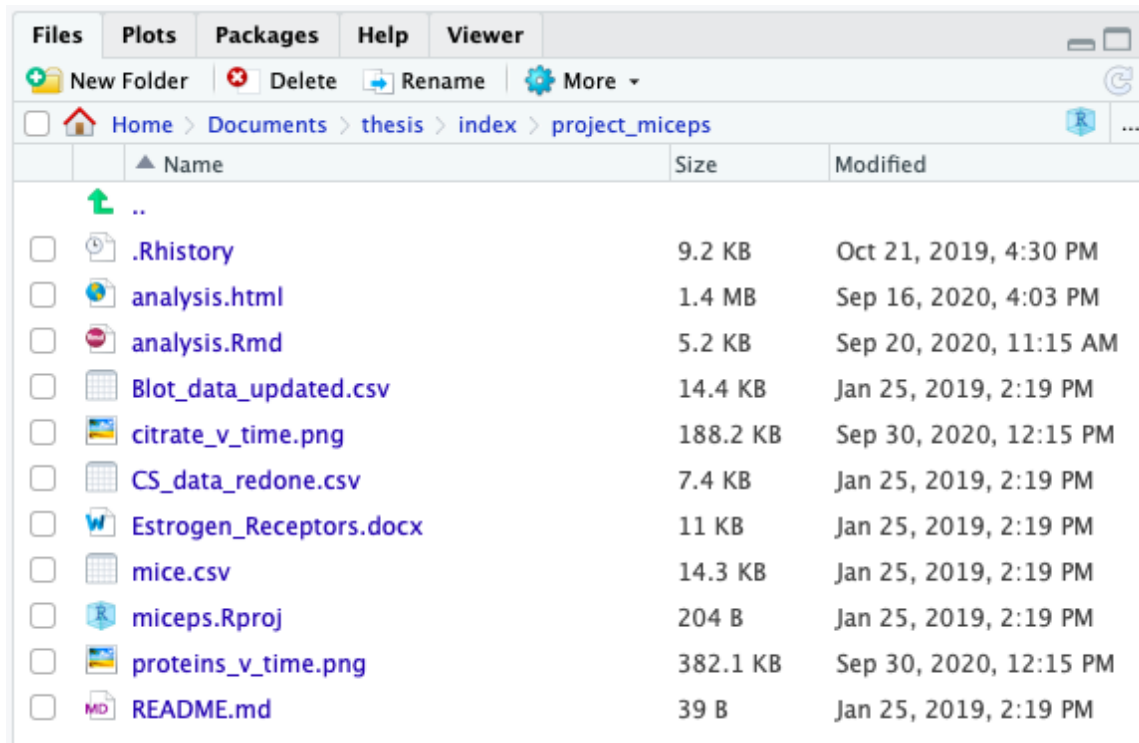 Files Plots Packages Help Viewer
New Folder Delete Rename More
Home > Documents > thesis > index > project_miceps ...
Name Size Modified
..
.Rhistory 9.2 KB Oct 21, 2019, 4:30 PM
analysis.html 1.4 MB Sep 16, 2020, 4:03 PM
analysis.Rmd 5.2 KB Sep 20, 2020, 11:15 AM
Blot_data_updated.csv 14.4 KB Jan 25, 2019, 2:19 PM
citrate_v_time.png 188.2 KB Sep 30, 2020, 12:15 PM
CS_data_redone.csv 7.4 KB Jan 25, 2019, 2:19 PM
Estrogen_Receptors.docx 11 KB Jan 25, 2019, 2:19 PM
mice.csv 14.3 KB Jan 25, 2019, 2:19 PM
miceps.Rproj 204 B Jan 25, 2019, 2:19 PM
proteins_v_time.png 382.1 KB Sep 30, 2020, 12:15 PM
README.md 39 B Jan 25, 2019, 2:19 PM